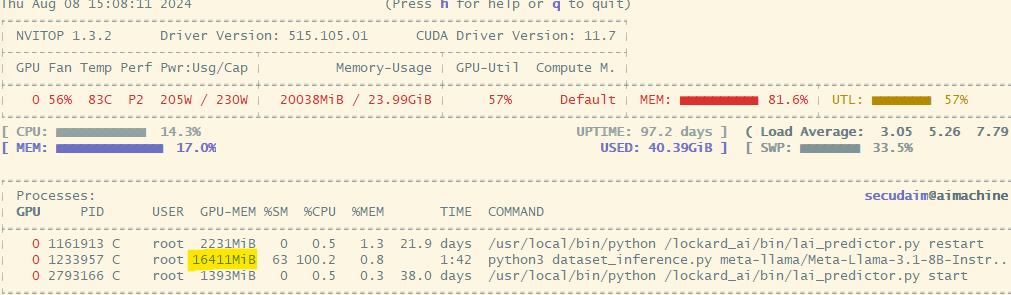 Thu Aug 08 15:08:11 2024 (Press h for help or q to quit)
NVITOP 1.3.2 Driver Version: 515.105.01 CUDA Driver Version: 11.7
GPU Fan Temp Perf Pwr:Usg/Cap | Memory-Usage | GPU-Util Compute M.
0 56% 83C P2 205W / 230W | 20038MiB / 23.99GiB | 57% Default | MEM: 81.6% | UTL: 57%
[ CPU: 14.3% UPTIME: 97.2 days ] ( Load Average: 3.05 5.26 7.79
[ MEM: 17.0% USED: 40.39GiB ] [ SWP: 33.5%
Processes: secudaim@aimachine
GPU PID USER GPU-MEM %SM %CPU %MEM TIME COMMAND
0 1161913 C root 2231MiB 0 0.5 1.3 21.9 days /usr/local/bin/python /lockard_ai/bin/lai_predictor.py restart
0 1233957 C root 16411MiB 63 100.2 0.8 1:42 python3 dataset_inference.py meta-llama/Meta-Llama-3.1-8B-Instr..
0 2793166 C root 1393MiB 0 0.5 0.3 38.0 days /usr/local/bin/python /lockard_ai/bin/lai_predictor.py start